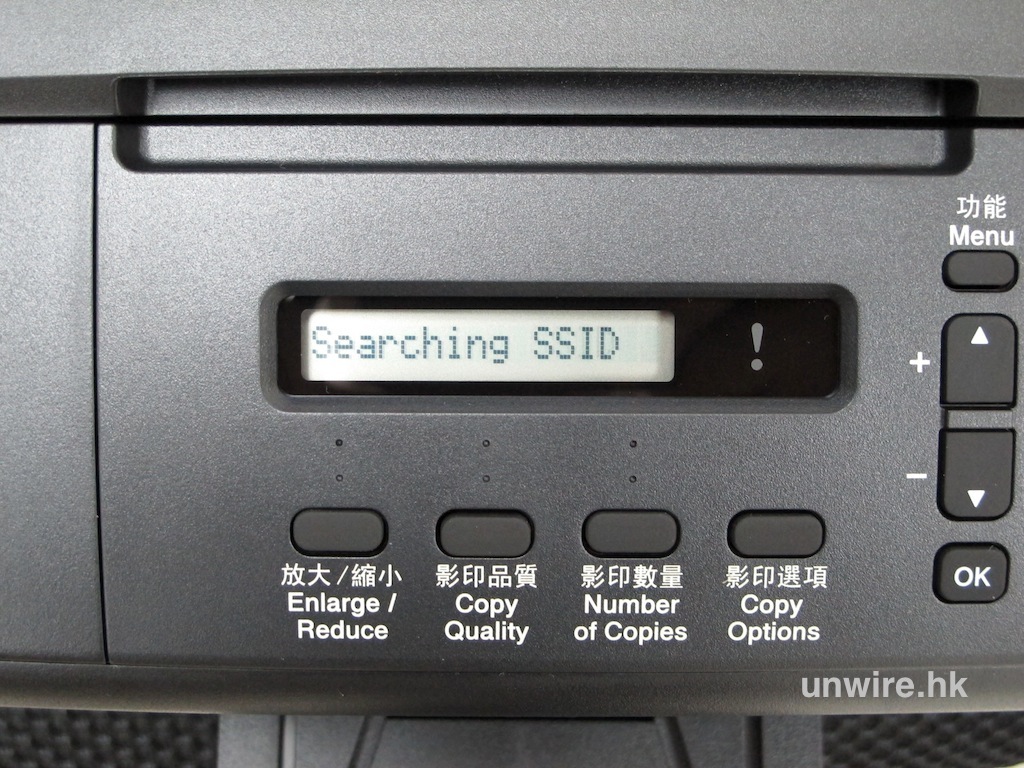 功能
Menu
Searching SSID
!
+
−
放大/縮小
Enlarge /
Reduce
影印品質
Copy
Quality
影印數量
Number
of Copies
影印選項
Copy
Options
OK
unwire.hk